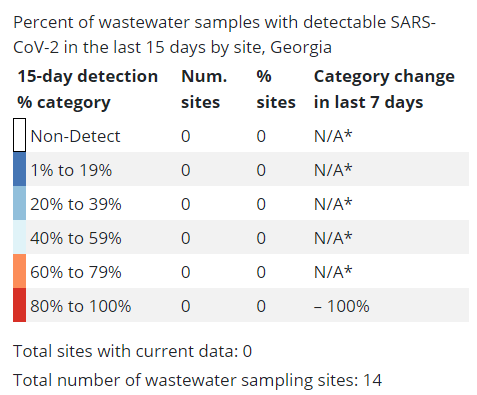 Percent of wastewater samples with detectable SARS-
CoV-2 in the last 15 days by site, Georgia
15-day detection % category Num. sites % sites Category change in last 7 days
Non-Detect 0 0 N/A*
1% to 19% 0 0 N/A*
20% to 39% 0 0 N/A*
40% to 59% 0 0 N/A*
60% to 79% 0 0 N/A*
80% to 100% 0 0 – 100%
Total sites with current data: 0
Total number of wastewater sampling sites: 14